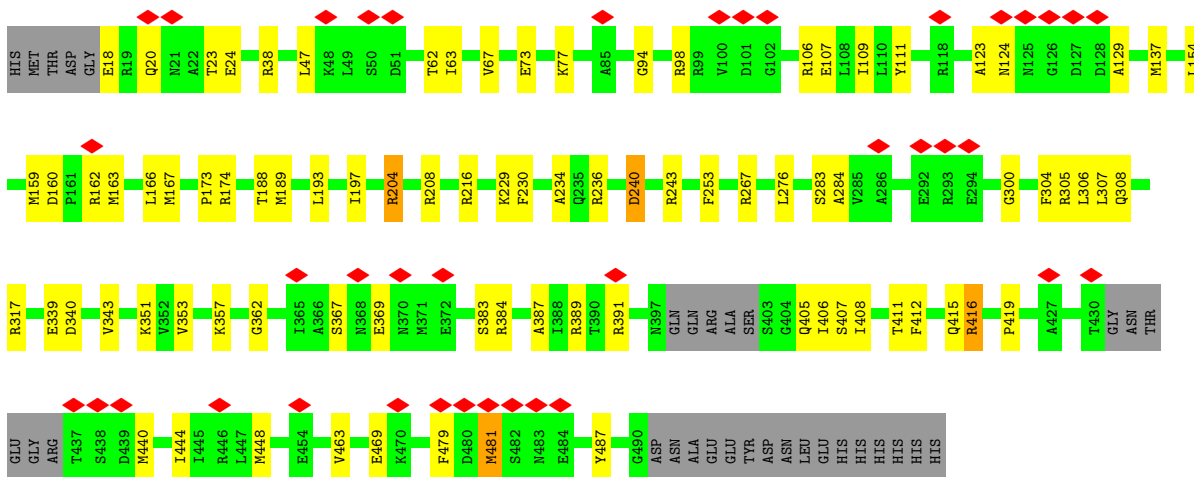 HIS MET THR ASP GLY E18 R19 Q20 N21 A22 T23 E24 R38 L47 K48 L49 S50 D51 T62 I63 V67 E73 K77 A85 G94 R98 R99 V100 D101 G102 R106 E107 L108 I109 L110 Y111 R118 A123 N124 N125 G126 D127 D128 A129 M137 L154
M159 D160 P161 R162 M163 L166 M167 P173 R174 T188 M189 L193 I197 R204 R208 R216 K229 F230 A234 Q235 R236 D240 R243 F253 R267 L276 S283 A284 V285 A286 E292 R293 E294 G300 F304 R305 L306 L307 Q308
R317 E339 D340 V343 K351 V352 V353 K357 G362 I365 A366 S367 N368 E369 N370 M371 E372 S383 R384 A387 I388 R389 T390 R391 N397 GLN GLN ARG ALA SER S403 G404 Q405 I406 S407 I408 T411 F412 Q415 R416 P419 A427 T430 GLY ASN THR
GLU GLY ARG T437 S438 D439 M440 I444 I445 R446 L447 M448 E454 V463 E469 K470 F479 D480 M481 S482 N483 E484 Y487 G490 ASP ASN ALA GLU GLU TYR ASP ASN LEU GLU HIS HIS HIS HIS HIS HIS HIS